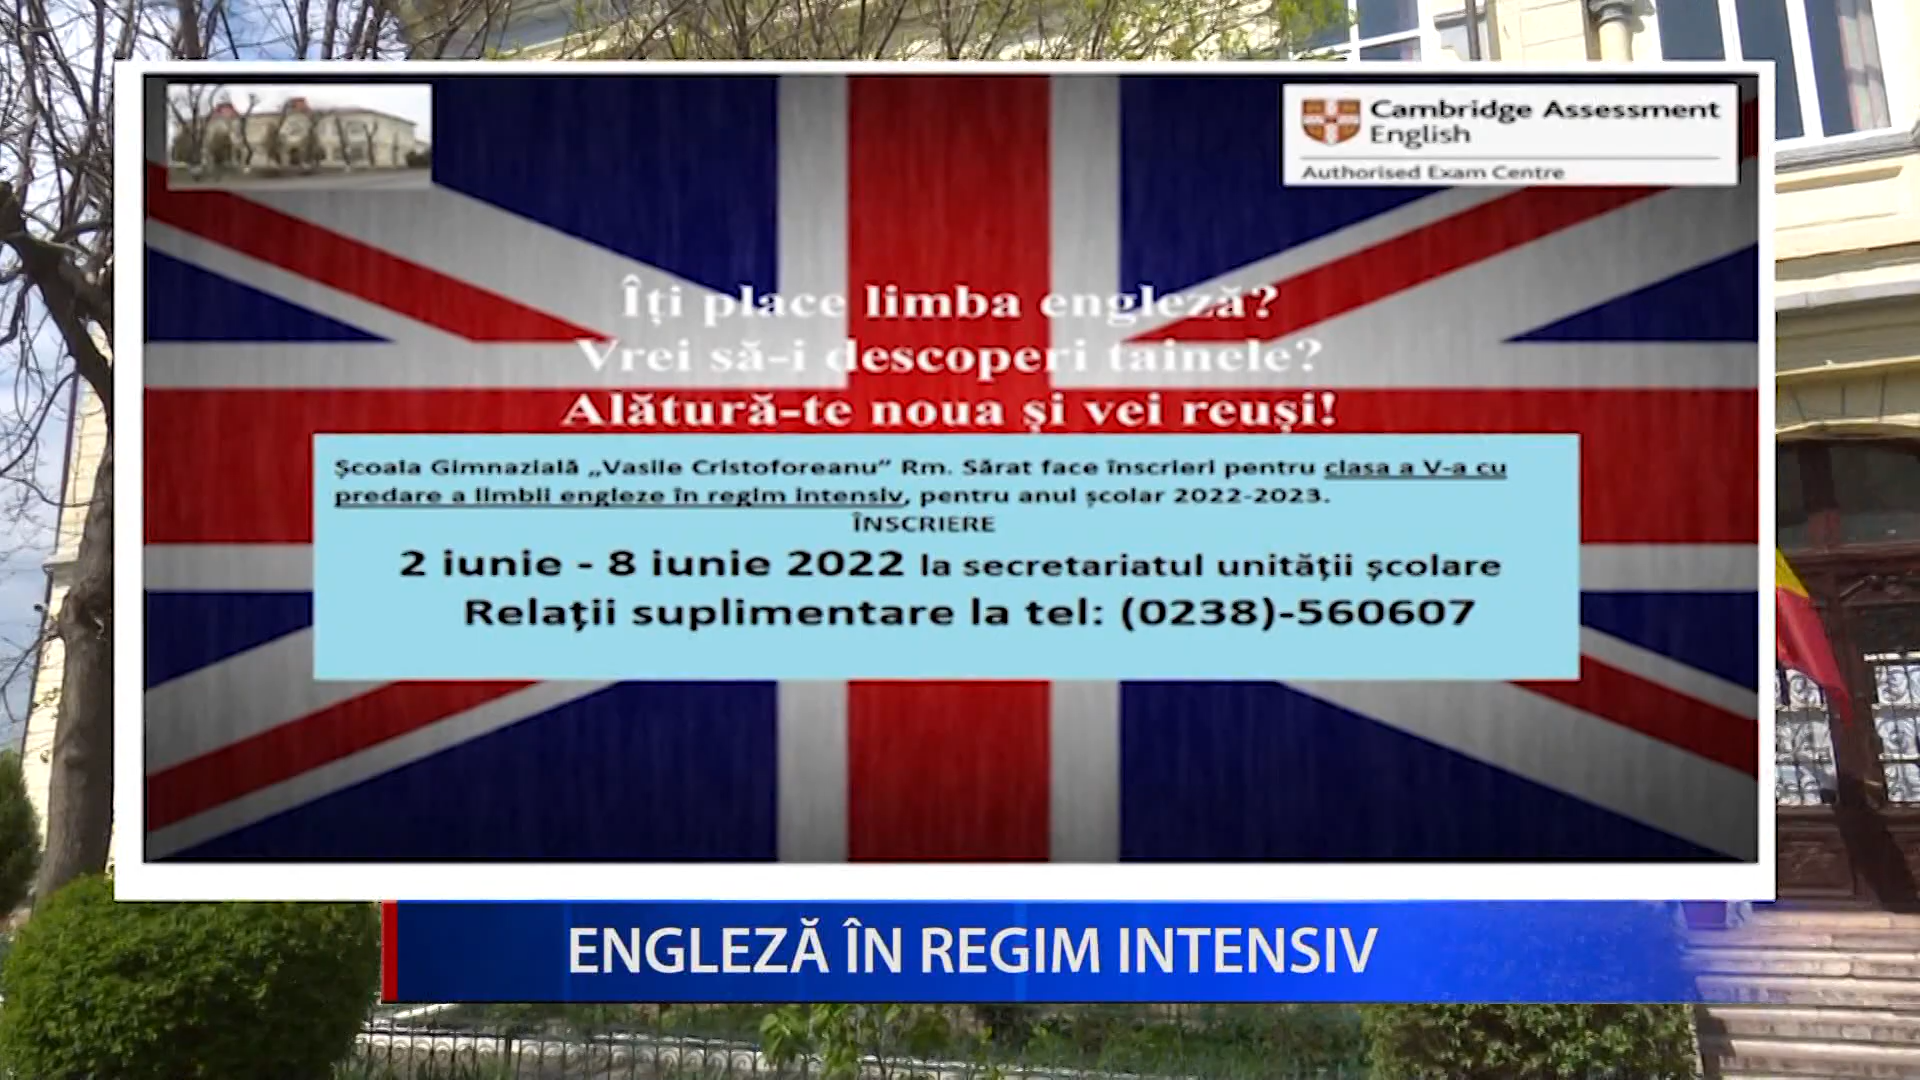 Cambridge Assessment
English
Authorised Exam Centre
Îți place limba engleză?
Vrei să-i descoperi tainele?
Alătură-te noua și vei reuși!
Școala Gimnazială „Vasile Cristoforeanu” Rm. Sărat face înscrieri pentru clasa a V-a cu
predare a limbii engleze în regim intensiv, pentru anul școlar 2022-2023.
ÎNSCRIERE
2 iunie - 8 iunie 2022 la secretariatul unității școlare
Relații suplimentare la tel: (0238)-560607
ENGLEZĂ ÎN REGIM INTENSIV